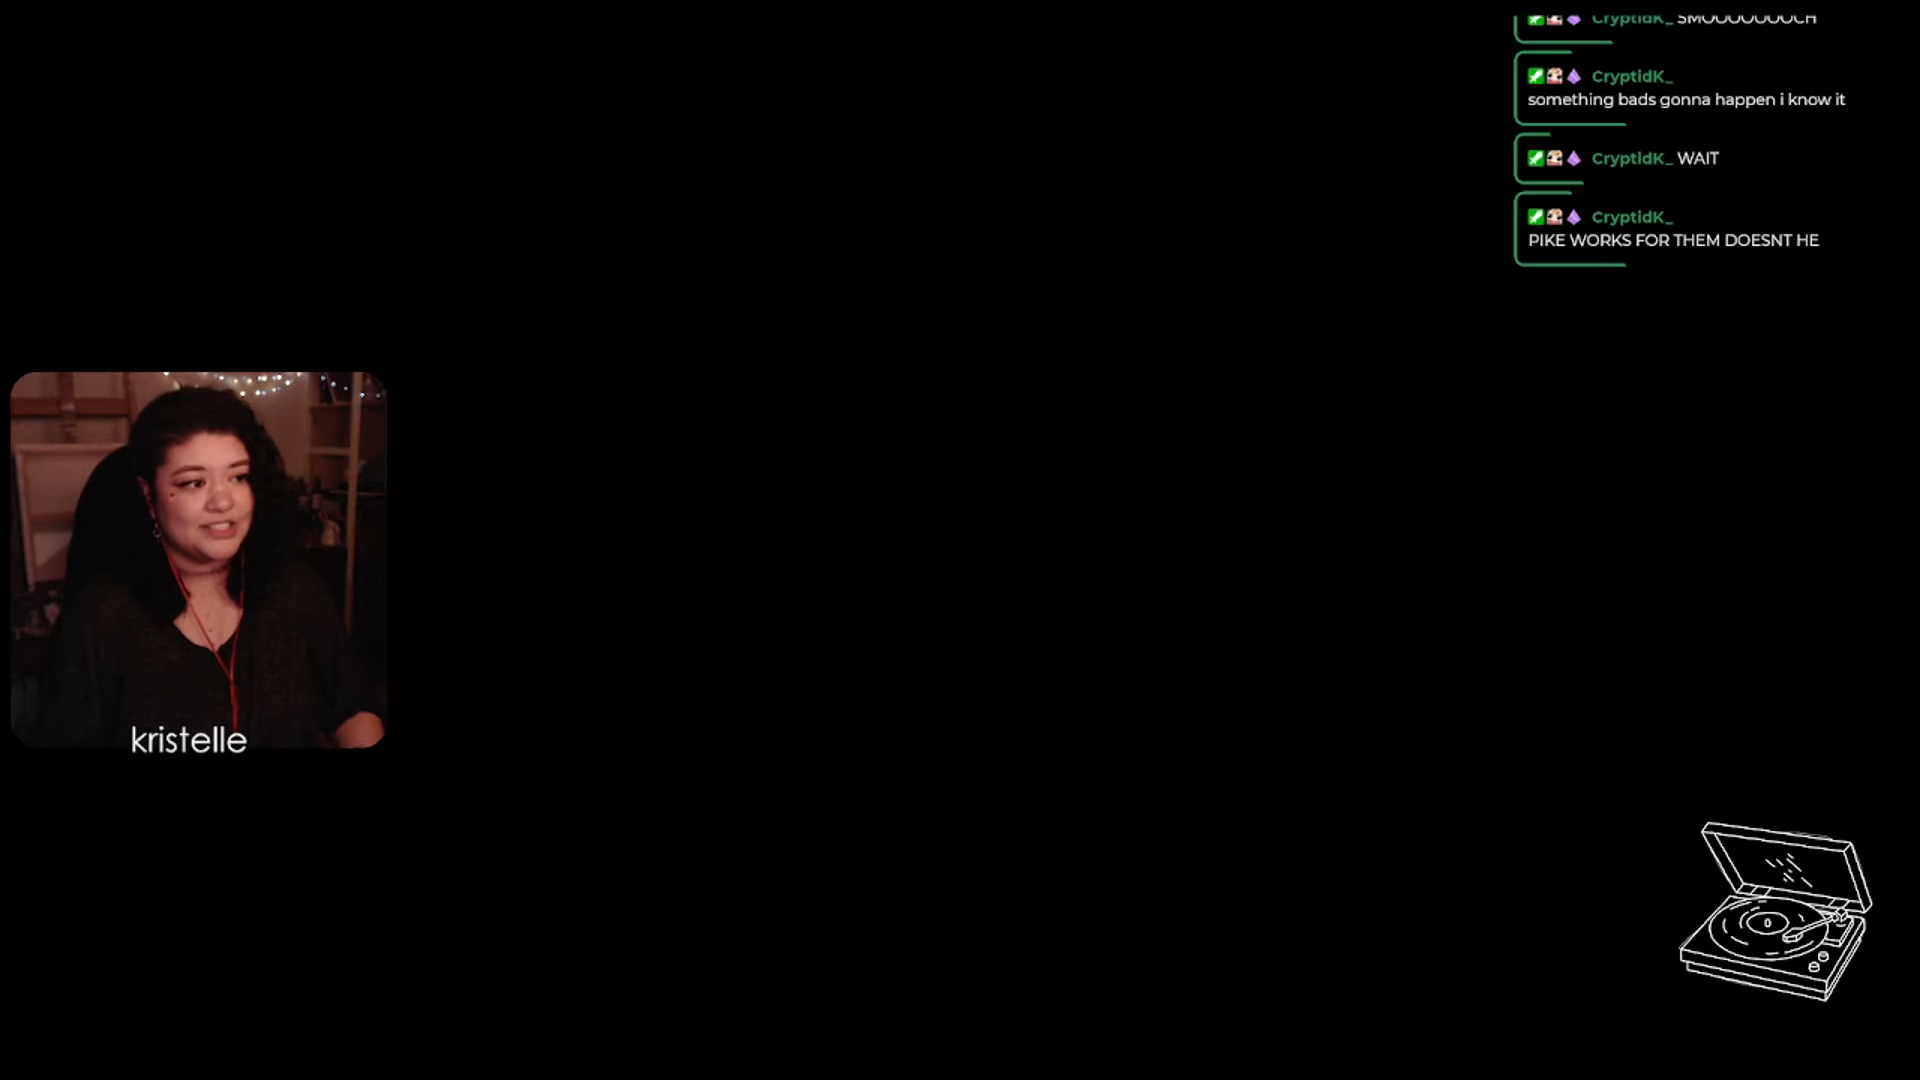 CryptidK_ SMOOOOOOOCH
CryptidK_
something bads gonna happen i know it
CryptidK_ WAIT
CryptidK_
PIKE WORKS FOR THEM DOESNT HE
kristelle